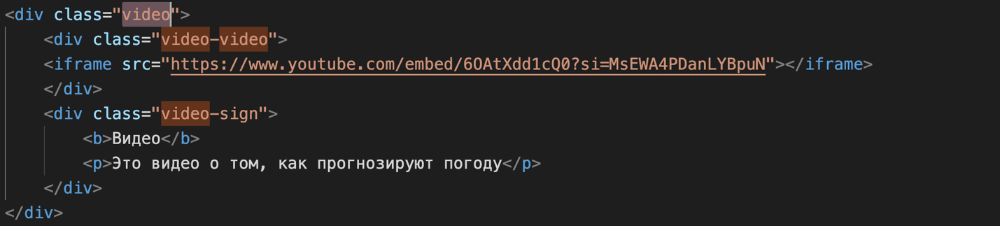 <div class="video">
<div class="video-video">
<iframe src="https://www.youtube.com/embed/6OAtXdd1cQ0?si=MsEWA4PDanLYBpuN"></iframe>
</div>
<div class="video-sign">
<b>Видео</b>
<p>Это видео о том, как прогнозируют погоду</p>
</div>
</div>